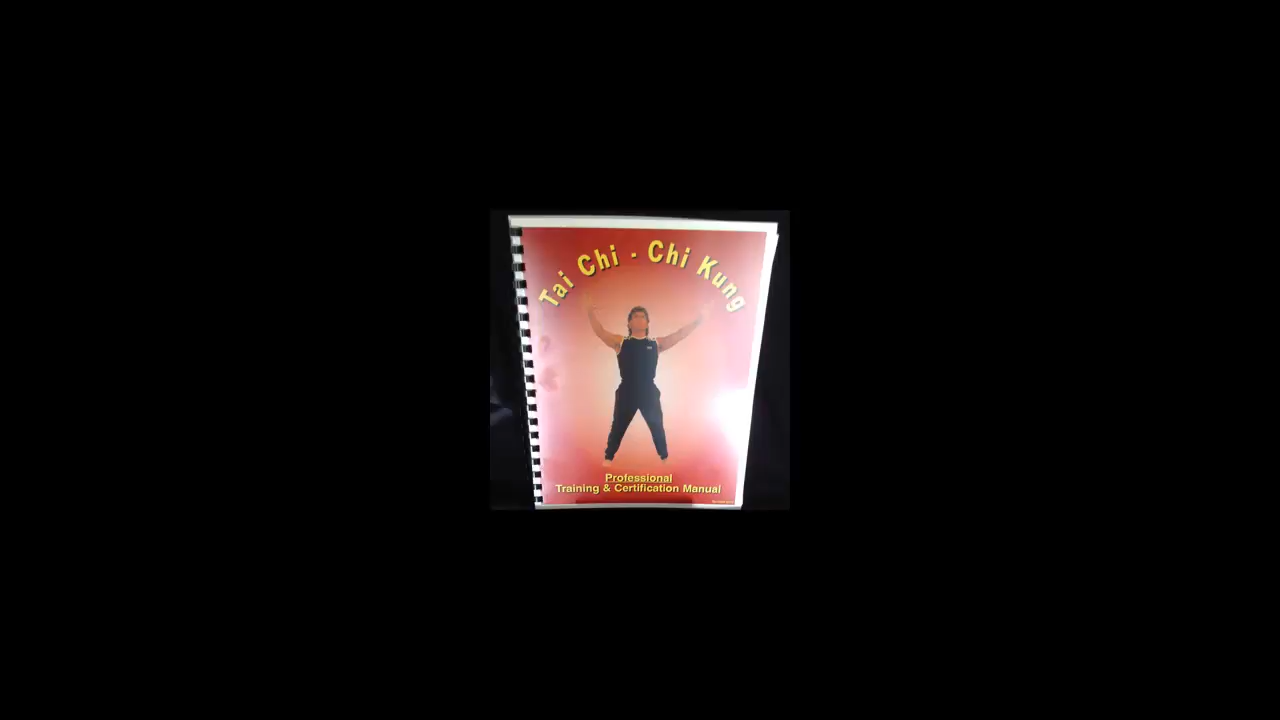 Tai Chi - Chi Kung
Professional
Training & Certification Manual